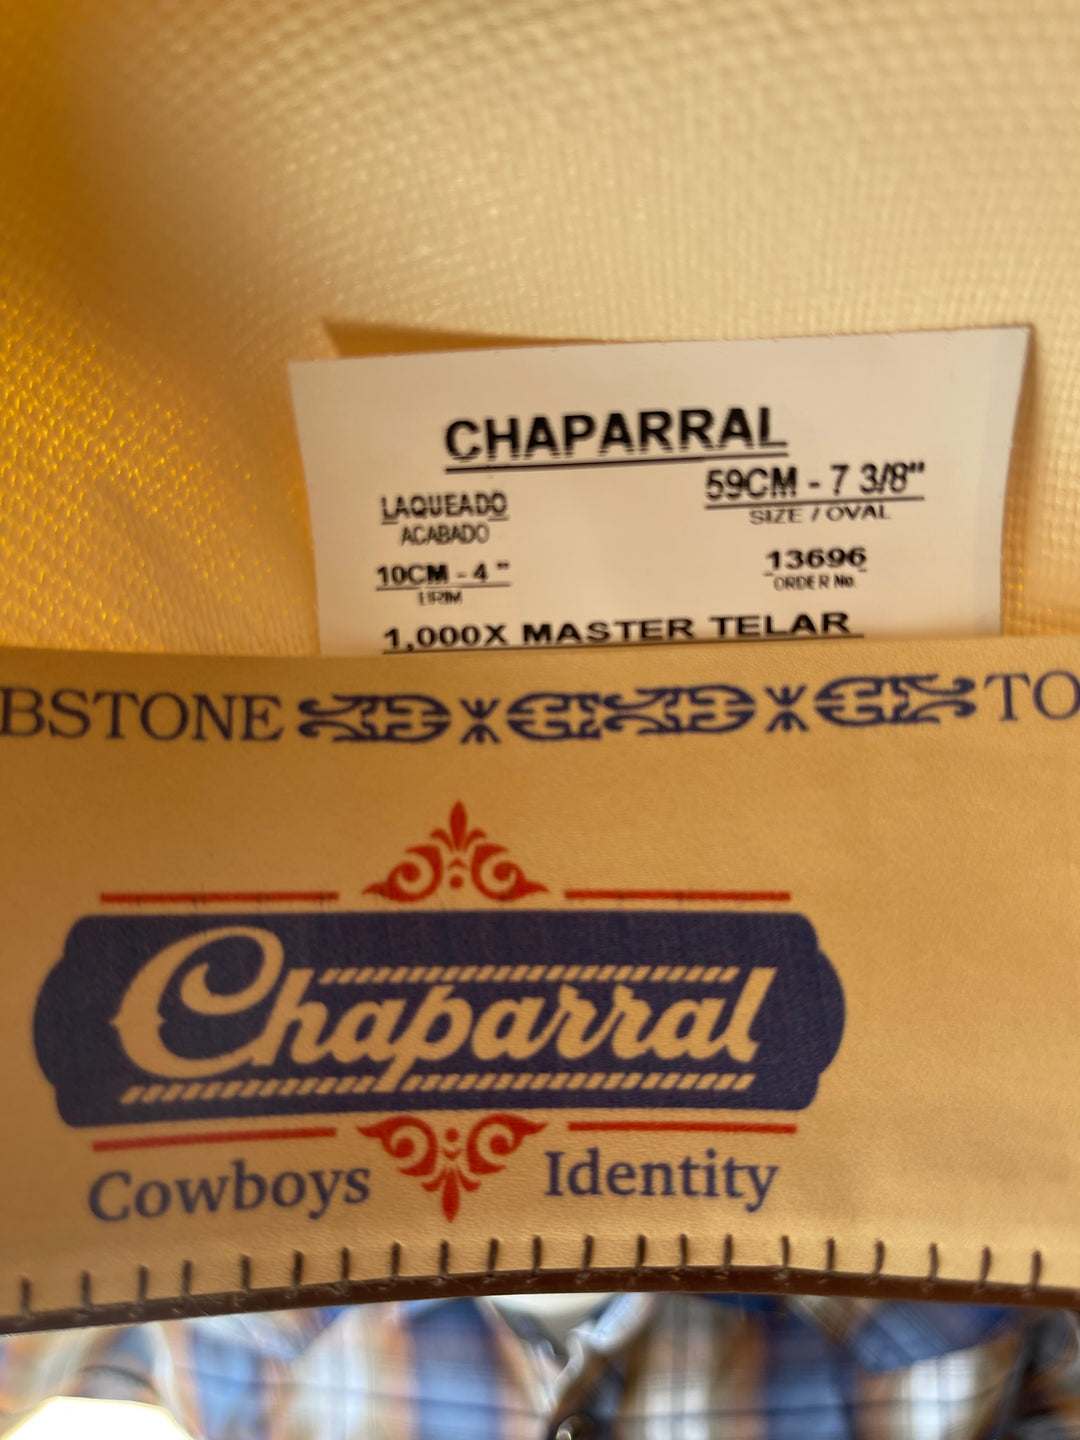 CHAPARRAL
LAQUEADO
ACABADO
59CM - 7 3/8"
SIZE / OVAL
10CM - 4 "
13696
ORDER No.
1,000X MASTER TELAR
BSTONE TO
Chaparral
Cowboys Identity